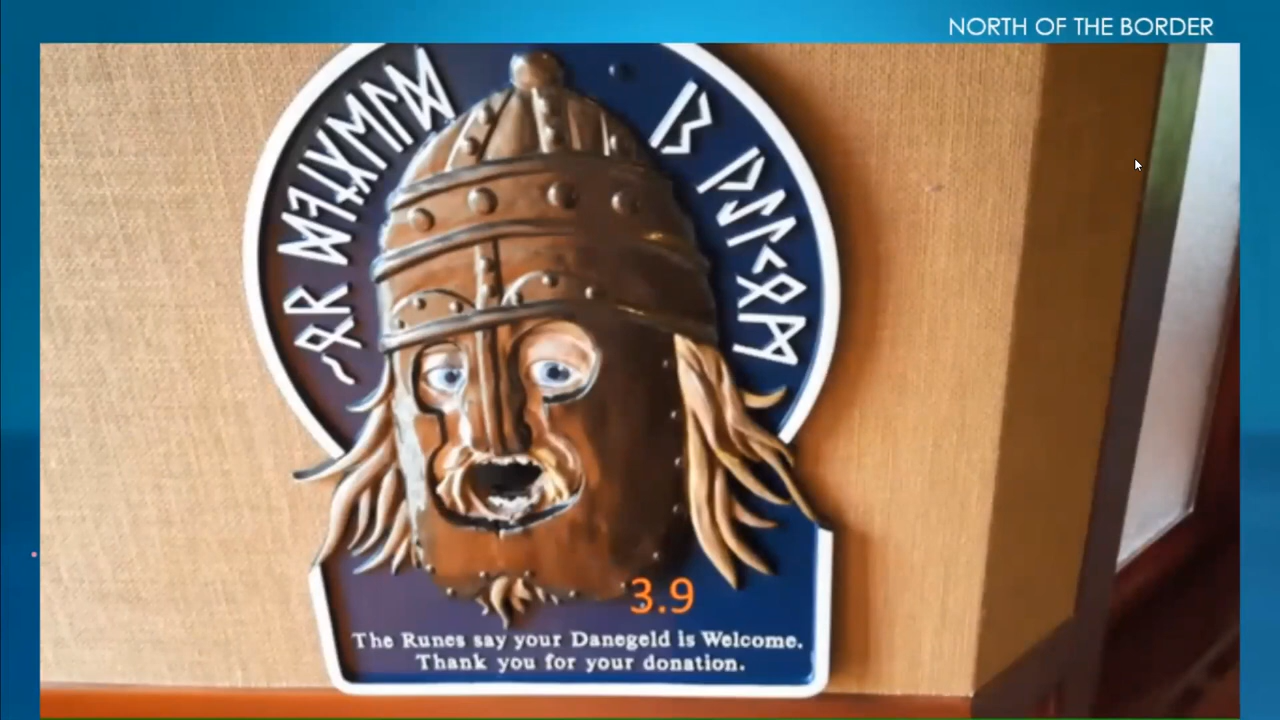 NORTH OF THE BORDER
3.9
The Runes say your Danegeld is Welcome.
Thank you for your donation.